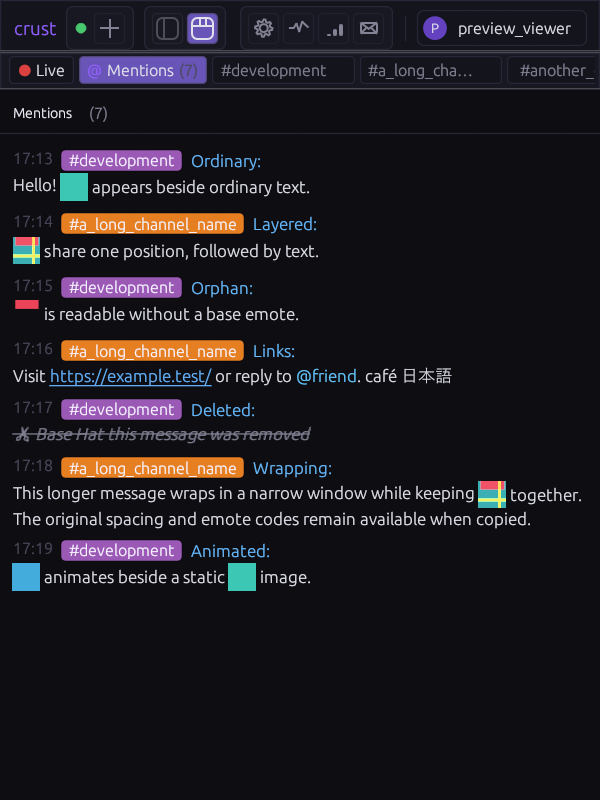 crust
P preview_viewer
Live @ Mentions (7) #development #a_long_cha… #another_
Mentions (7)
17:13 #development Ordinary:
Hello! appears beside ordinary text.
17:14 #a_long_channel_name Layered:
share one position, followed by text.
17:15 #development Orphan:
is readable without a base emote.
17:16 #a_long_channel_name Links:
Visit https://example.test/ or reply to @friend. café 日本語
17:17 #development Deleted:
Base Hat this message was removed
17:18 #a_long_channel_name Wrapping:
This longer message wraps in a narrow window while keeping together.
The original spacing and emote codes remain available when copied.
17:19 #development Animated:
animates beside a static image.